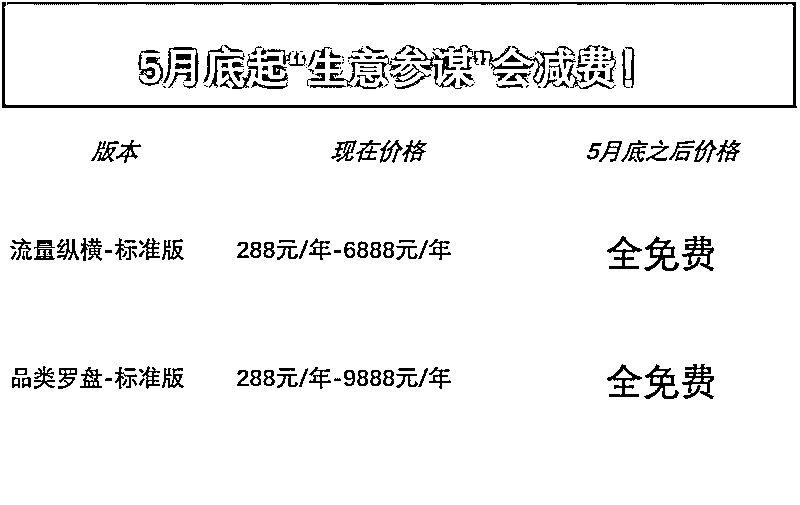 5月底起“生意参谋”会减费！
版本 现在价格 5月底之后价格
流量纵横-标准版 288元/年-6888元/年 全免费
品类罗盘-标准版 288元/年-9888元/年 全免费